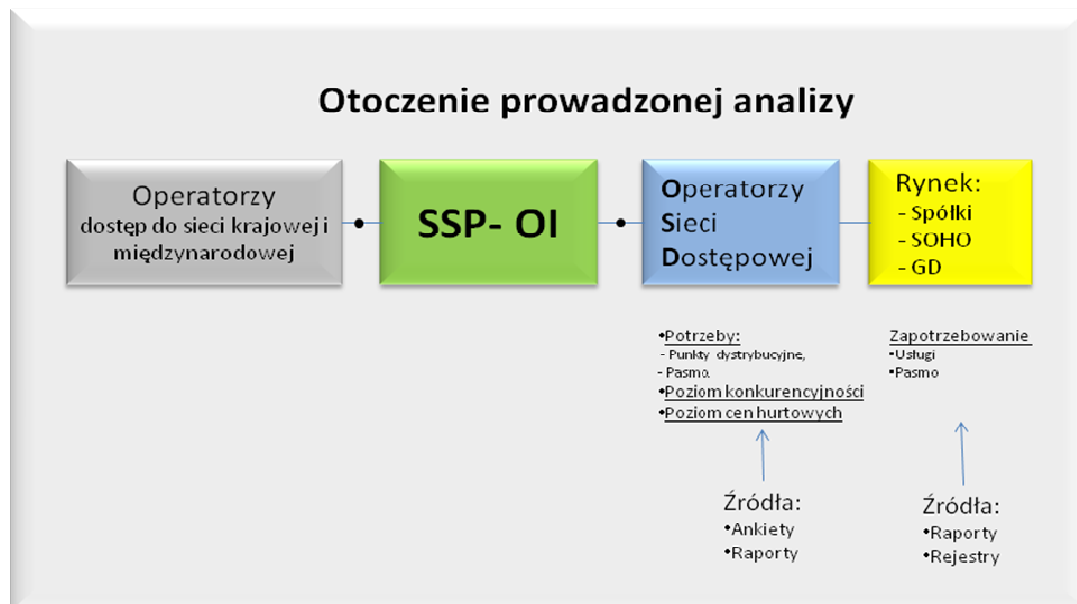 Otoczenie prowadzonej analizy
Operatorzy
dostęp do sieci krajowej i
międzynarodowej
SSP- OI
Operatorzy
Sieci
Dostępowej
Rynek:
- Spółki
- SOHO
- GD
•Potrzeby:
- Punkty dystrybucyjne,
- Pasmo.
•Poziom konkurencyjności
•Poziom cen hurtowych
Zapotrzebowanie
•Usługi
•Pasmo
Źródła:
•Ankiety
•Raporty
Źródła:
•Raporty
•Rejestry